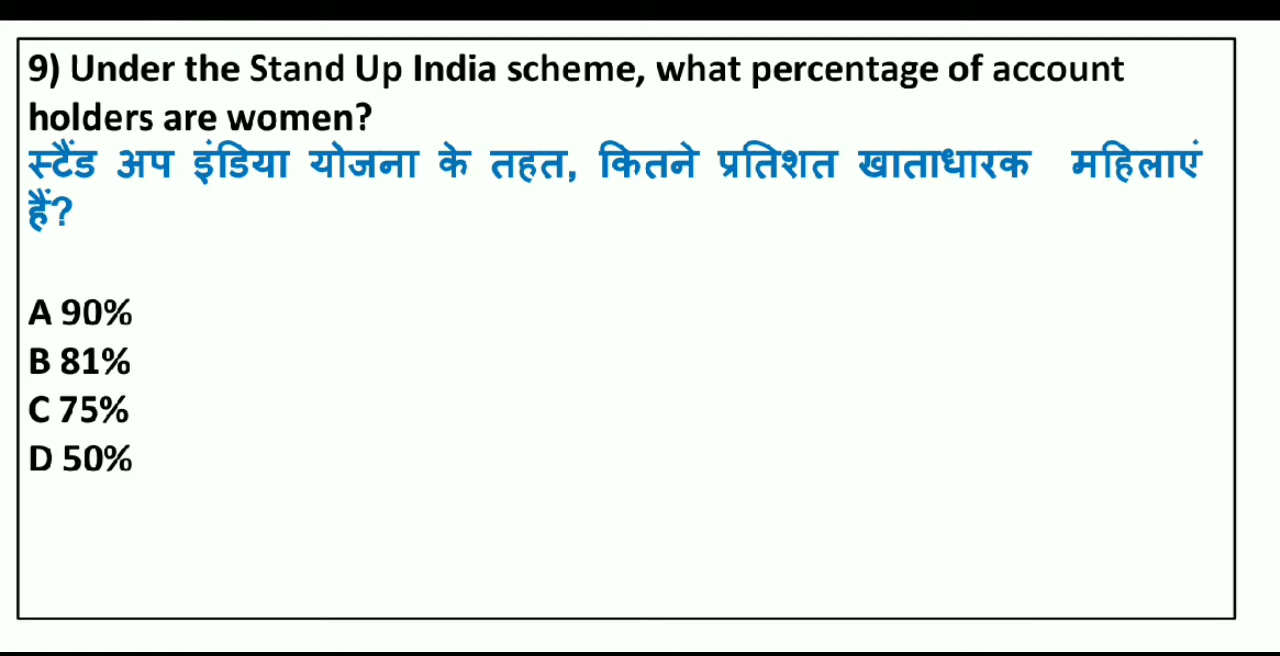 9) Under the Stand Up India scheme, what percentage of account
holders are women?
स्टैंड अप इंडिया योजना के तहत, कितने प्रतिशत खाताधारक महिलाएं
हैं?
A 90%
B 81%
C 75%
D 50%